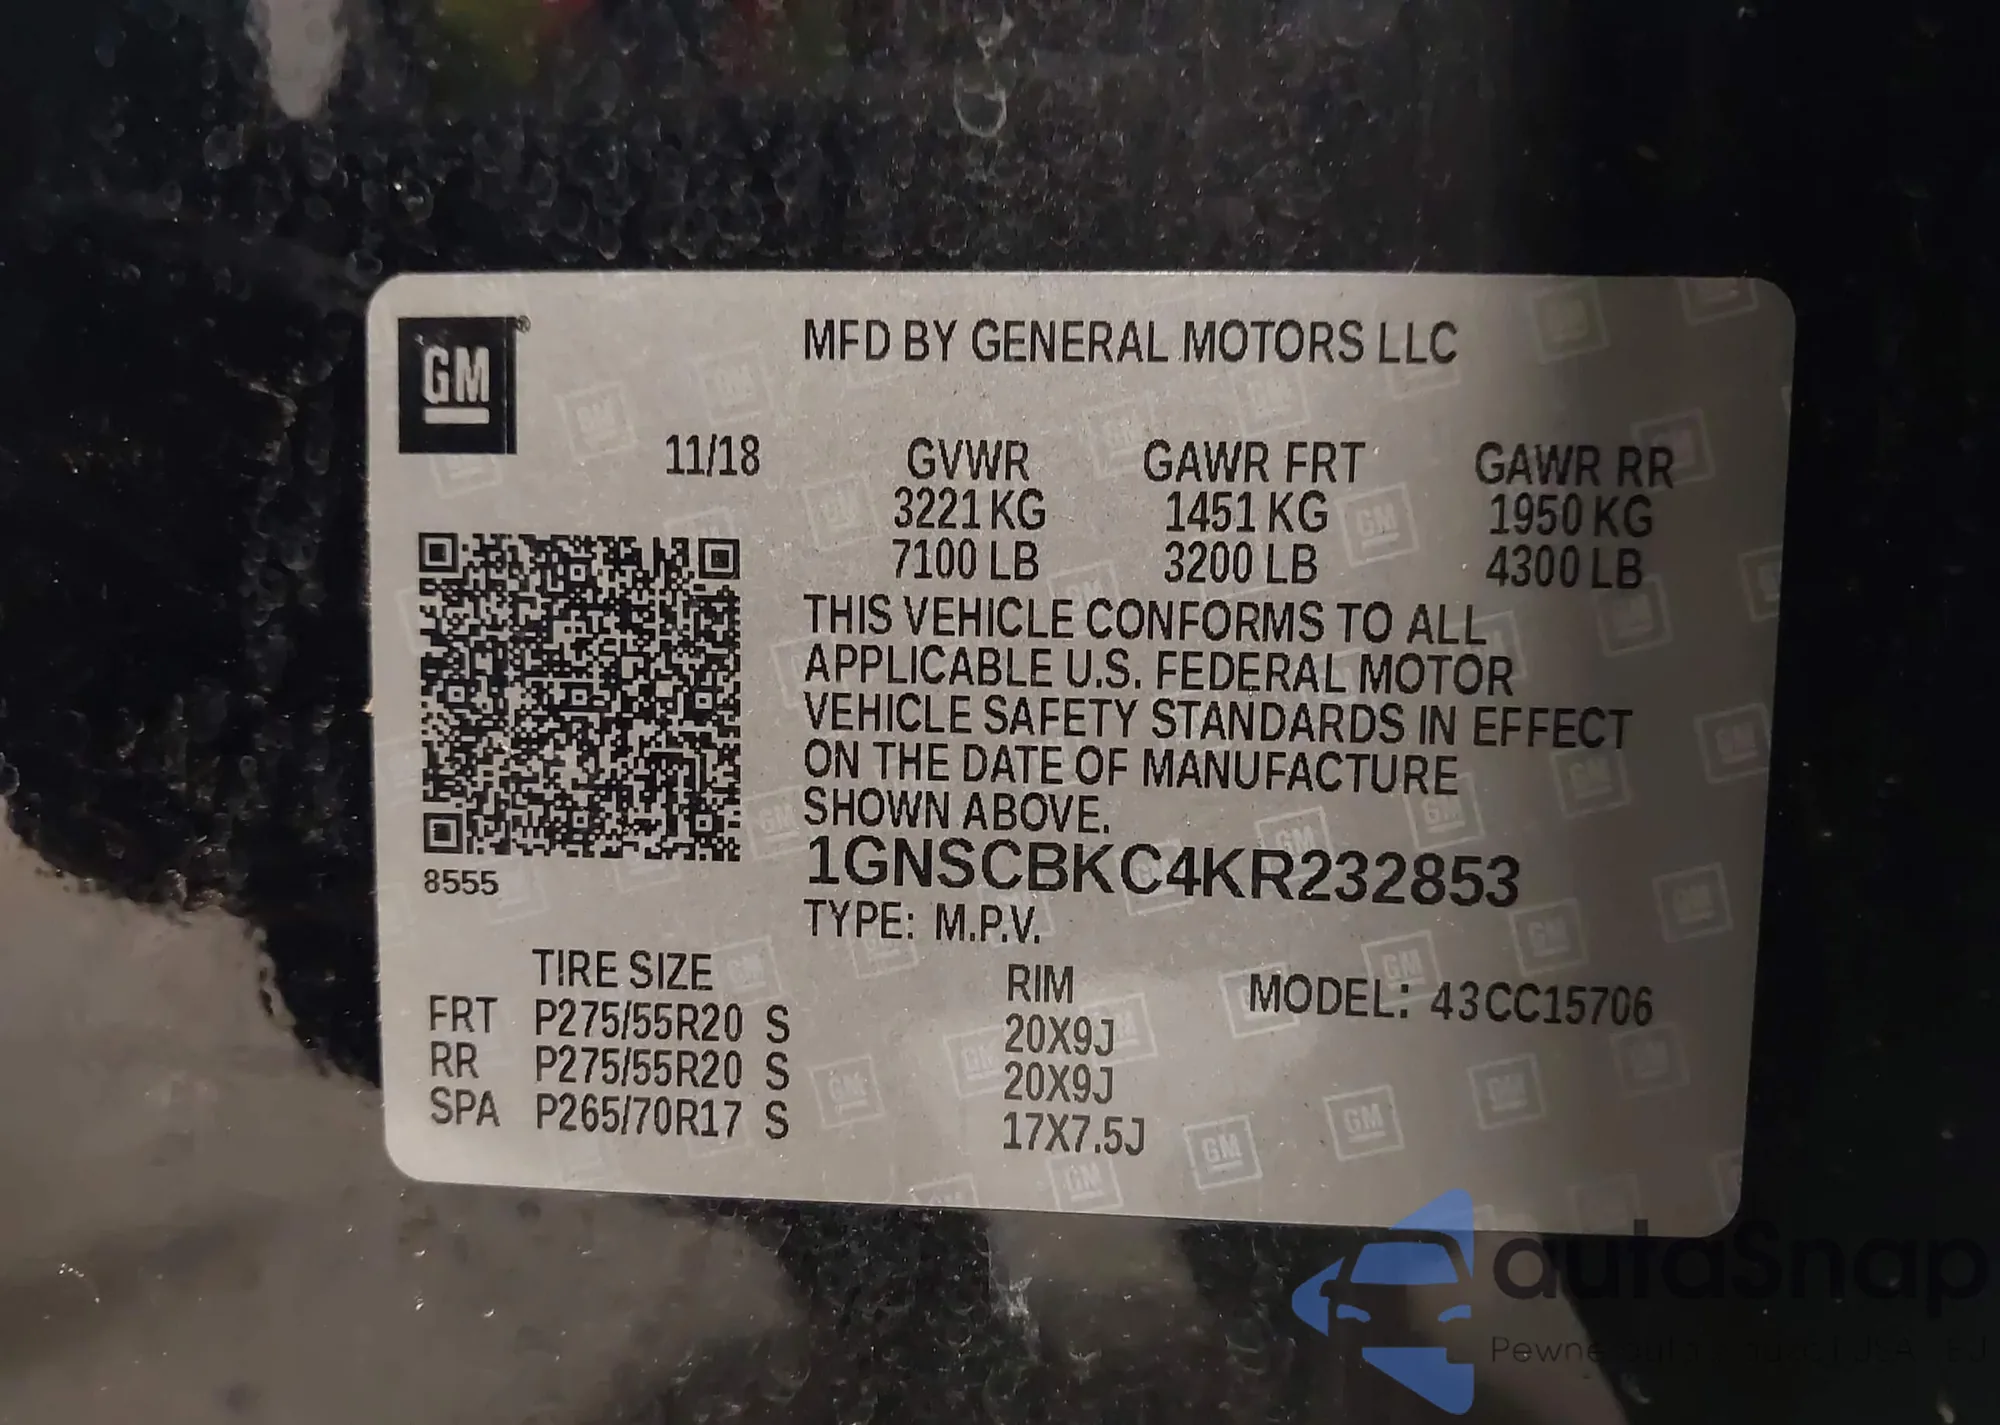 GM®
MFD BY GENERAL MOTORS LLC
11/18 GVWR GAWR FRT GAWR RR
3221 KG 1451 KG 1950 KG
7100 LB 3200 LB 4300 LB
THIS VEHICLE CONFORMS TO ALL
APPLICABLE U.S. FEDERAL MOTOR
VEHICLE SAFETY STANDARDS IN EFFECT
ON THE DATE OF MANUFACTURE
SHOWN ABOVE.
8555
1GNSCBKC4KR232853
TYPE: M.P.V.
TIRE SIZE RIM MODEL: 43CC15706
FRT P275/55R20 S 20X9J
RR P275/55R20 S 20X9J
SPA P265/70R17 S 17X7.5J
autaSnap
Pewne auta